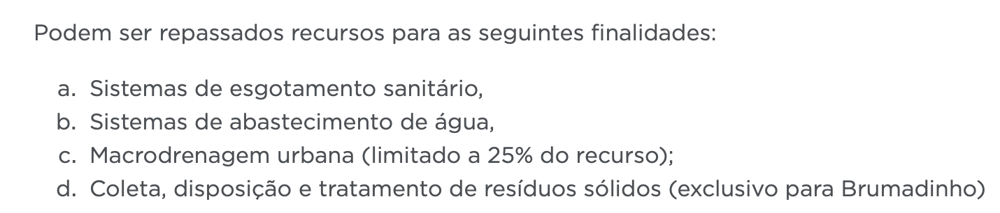 Podem ser repassados recursos para as seguintes finalidades:
a. Sistemas de esgotamento sanitário,
b. Sistemas de abastecimento de água,
c. Macrodrenagem urbana (limitado a 25% do recurso);
d. Coleta, disposição e tratamento de resíduos sólidos (exclusivo para Brumadinho)